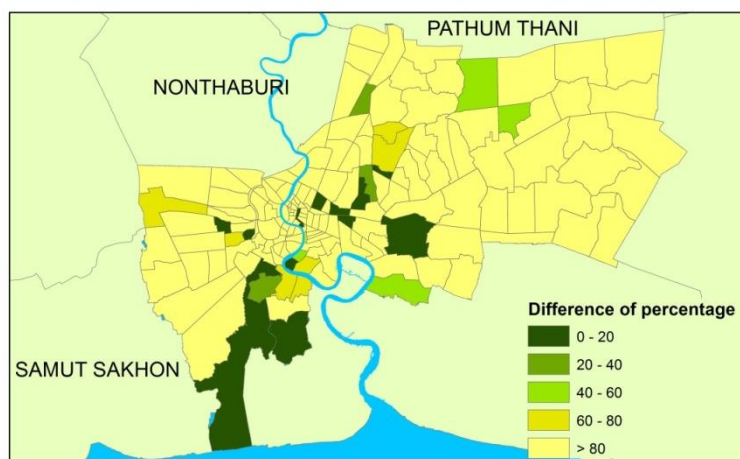 PATHUM THANI
NONTHABURI
SAMUT SAKHON
Difference of percentage
0 - 20
20 - 40
40 - 60
60 - 80
> 80